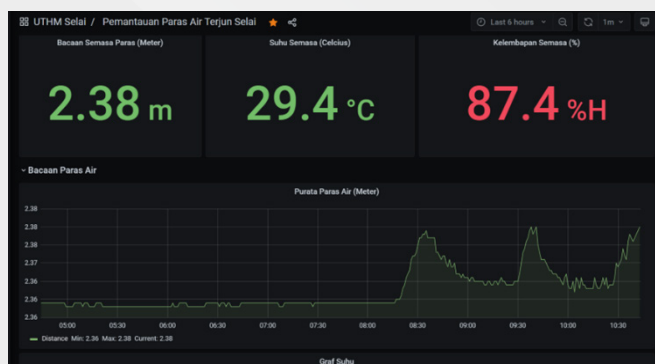 UTHM Selai / Pemantauan Paras Air Terjun Selai
Last 6 hours
1m
Bacaan Semasa Paras (Meter)
Suhu Semasa (Celcius)
Kelembapan Semasa (%)
2.38 m
29.4 °C
87.4 %H
Bacaan Paras Air
Purata Paras Air (Meter)
2.38
2.38
2.37
2.36
2.36
2.36
05:00 05:30 06:00 06:30 07:00 07:30 08:00 08:30 09:00 09:30 10:00 10:30
Distance Min: 2.36 Max: 2.38 Current: 2.38
Graf Suhu